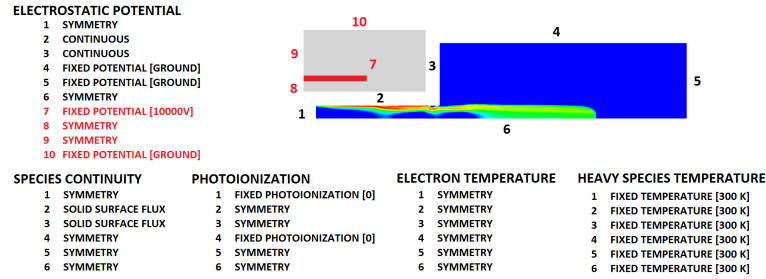 ELECTROSTATIC POTENTIAL
1 SYMMETRY
2 CONTINUOUS
3 CONTINUOUS
4 FIXED POTENTIAL [GROUND]
5 FIXED POTENTIAL [GROUND]
6 SYMMETRY
7 FIXED POTENTIAL [10000V]
8 SYMMETRY
9 SYMMETRY
10 FIXED POTENTIAL [GROUND]
10
4
9
7
3
5
8
2
1
6
SPECIES CONTINUITY
1 SYMMETRY
2 SOLID SURFACE FLUX
3 SOLID SURFACE FLUX
4 SYMMETRY
5 SYMMETRY
6 SYMMETRY
PHOTOIONIZATION
1 FIXED PHOTOIONIZATION [0]
2 SYMMETRY
3 SYMMETRY
4 FIXED PHOTOIONIZATION [0]
5 SYMMETRY
6 SYMMETRY
ELECTRON TEMPERATURE
1 SYMMETRY
2 SYMMETRY
3 SYMMETRY
4 SYMMETRY
5 SYMMETRY
6 SYMMETRY
HEAVY SPECIES TEMPERATURE
1 FIXED TEMPERATURE [300 K]
2 FIXED TEMPERATURE [300 K]
3 FIXED TEMPERATURE [300 K]
4 FIXED TEMPERATURE [300 K]
5 FIXED TEMPERATURE [300 K]
6 FIXED TEMPERATURE [300 K]